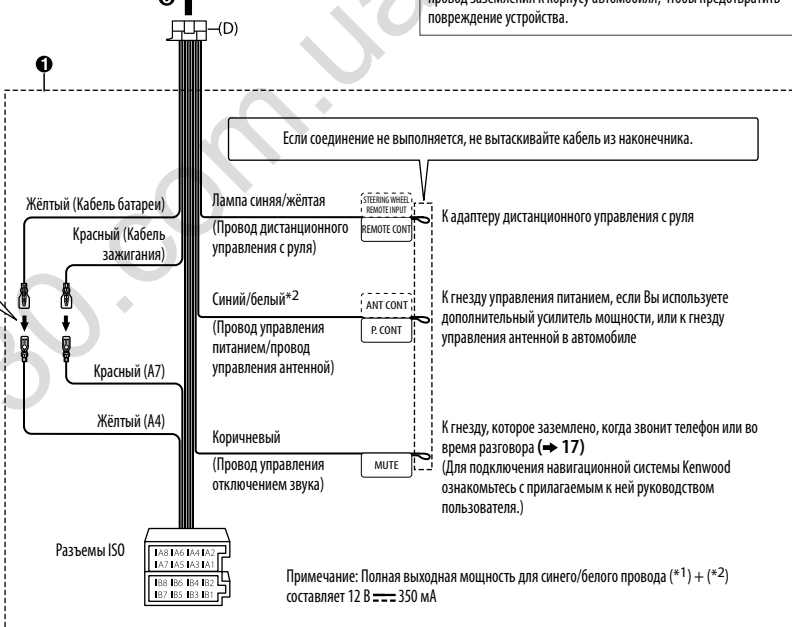 провод заземления к корпусу автомобиля, чтобы предотвратить
повреждение устройства.
(D)
1
Если соединение не выполняется, не вытаскивайте кабель из наконечника.
Жёлтый (Кабель батареи)
Красный (Кабель
зажигания)
Лампа синяя/жёлтая
(Провод дистанционного
управления с руля)
STEERING WHEEL
REMOTE INPUT
REMOTE CONT
К адаптеру дистанционного управления с руля
Синий/белый*2
(Провод управления
питанием/провод
управления антенной)
ANT CONT
P. CONT
К гнезду управления питанием, если Вы используете
дополнительный усилитель мощности, или к гнезду
управления антенной в автомобиле
Красный (A7)
Жёлтый (A4)
Коричневый
(Провод управления
отключением звука)
MUTE
К гнезду, которое заземлено, когда звонит телефон или во
время разговора (➜ 17)
(Для подключения навигационной системы Kenwood
ознакомьтесь с прилагаемым к ней руководством
пользователя.)
Разъемы ISO
A8 A6 A4 A2
A7 A5 A3 A1
B8 B6 B4 B2
B7 B5 B3 B1
Примечание: Полная выходная мощность для синего/белого провода (*1) + (*2)
составляет 12 В ⎓ 350 мА
30.com.ua